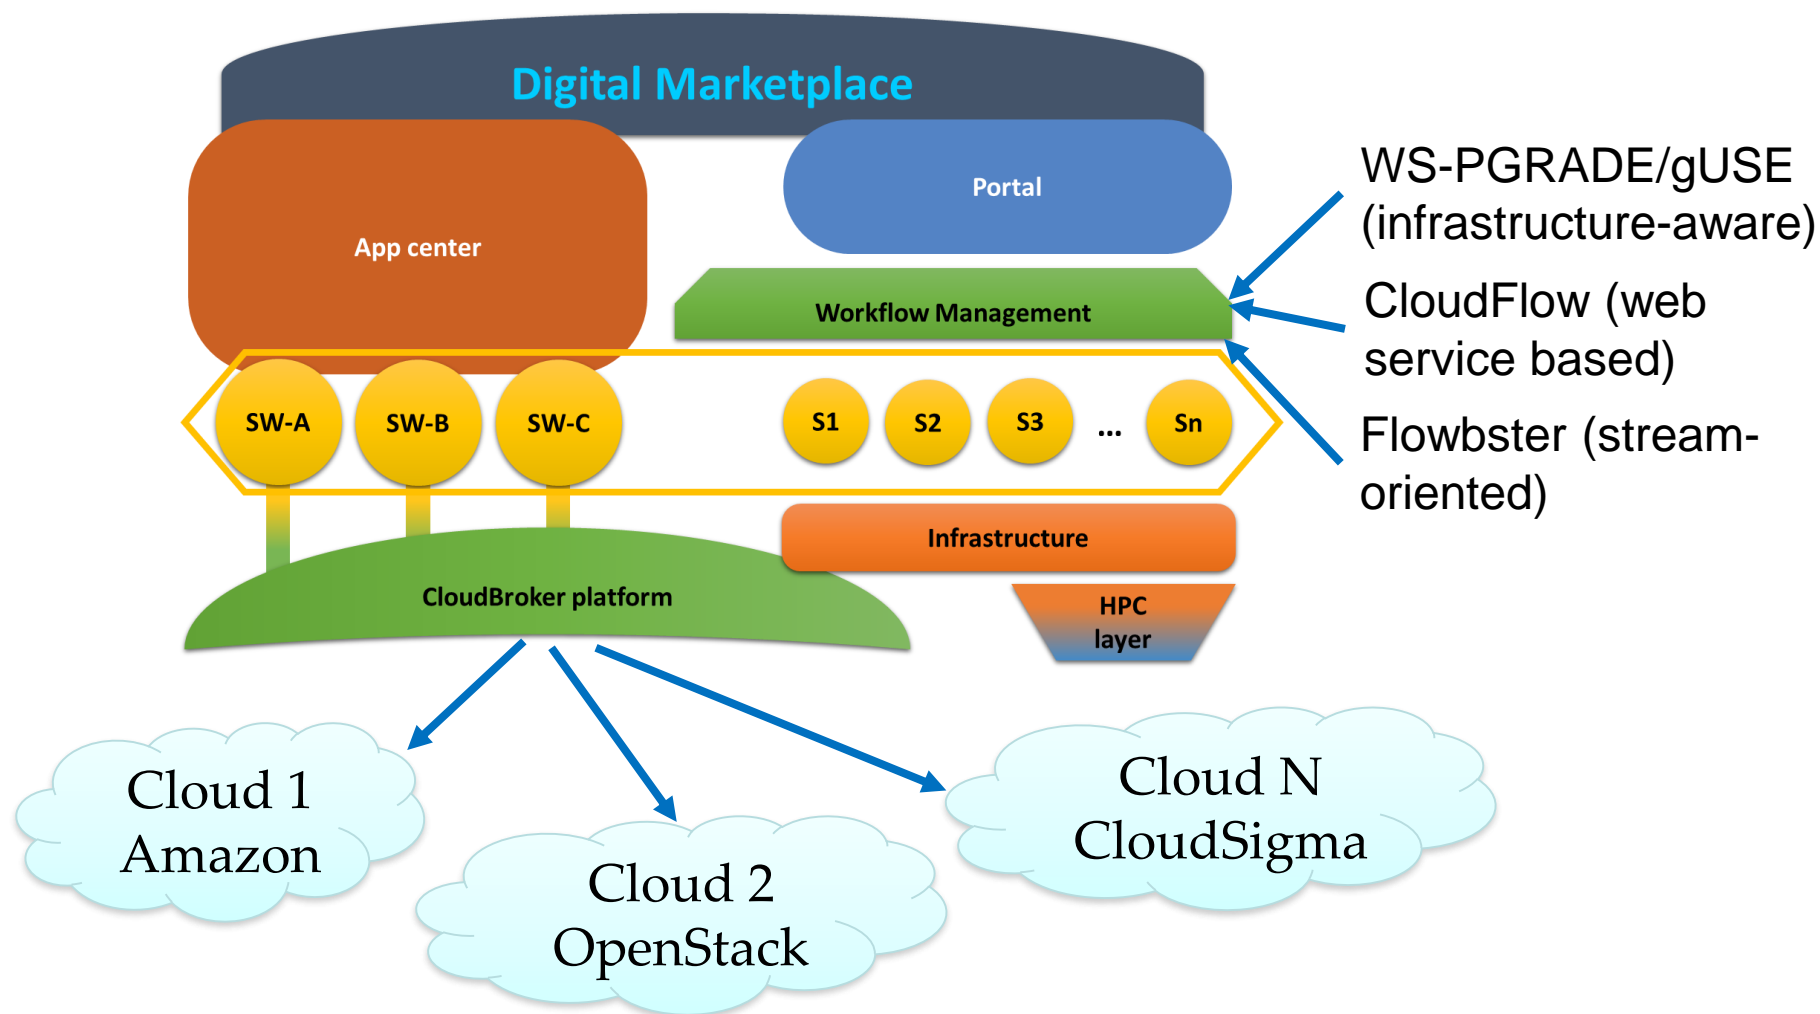 Digital Marketplace
App center
Portal
WS-PGRADE/gUSE
(infrastructure-aware)
Workflow Management
CloudFlow (web
service based)
SW-A
SW-B
SW-C
S1
S2
S3
...
Sn
Flowbster (stream-
oriented)
Infrastructure
CloudBroker platform
HPC
layer
Cloud 1
Amazon
Cloud 2
OpenStack
Cloud N
CloudSigma